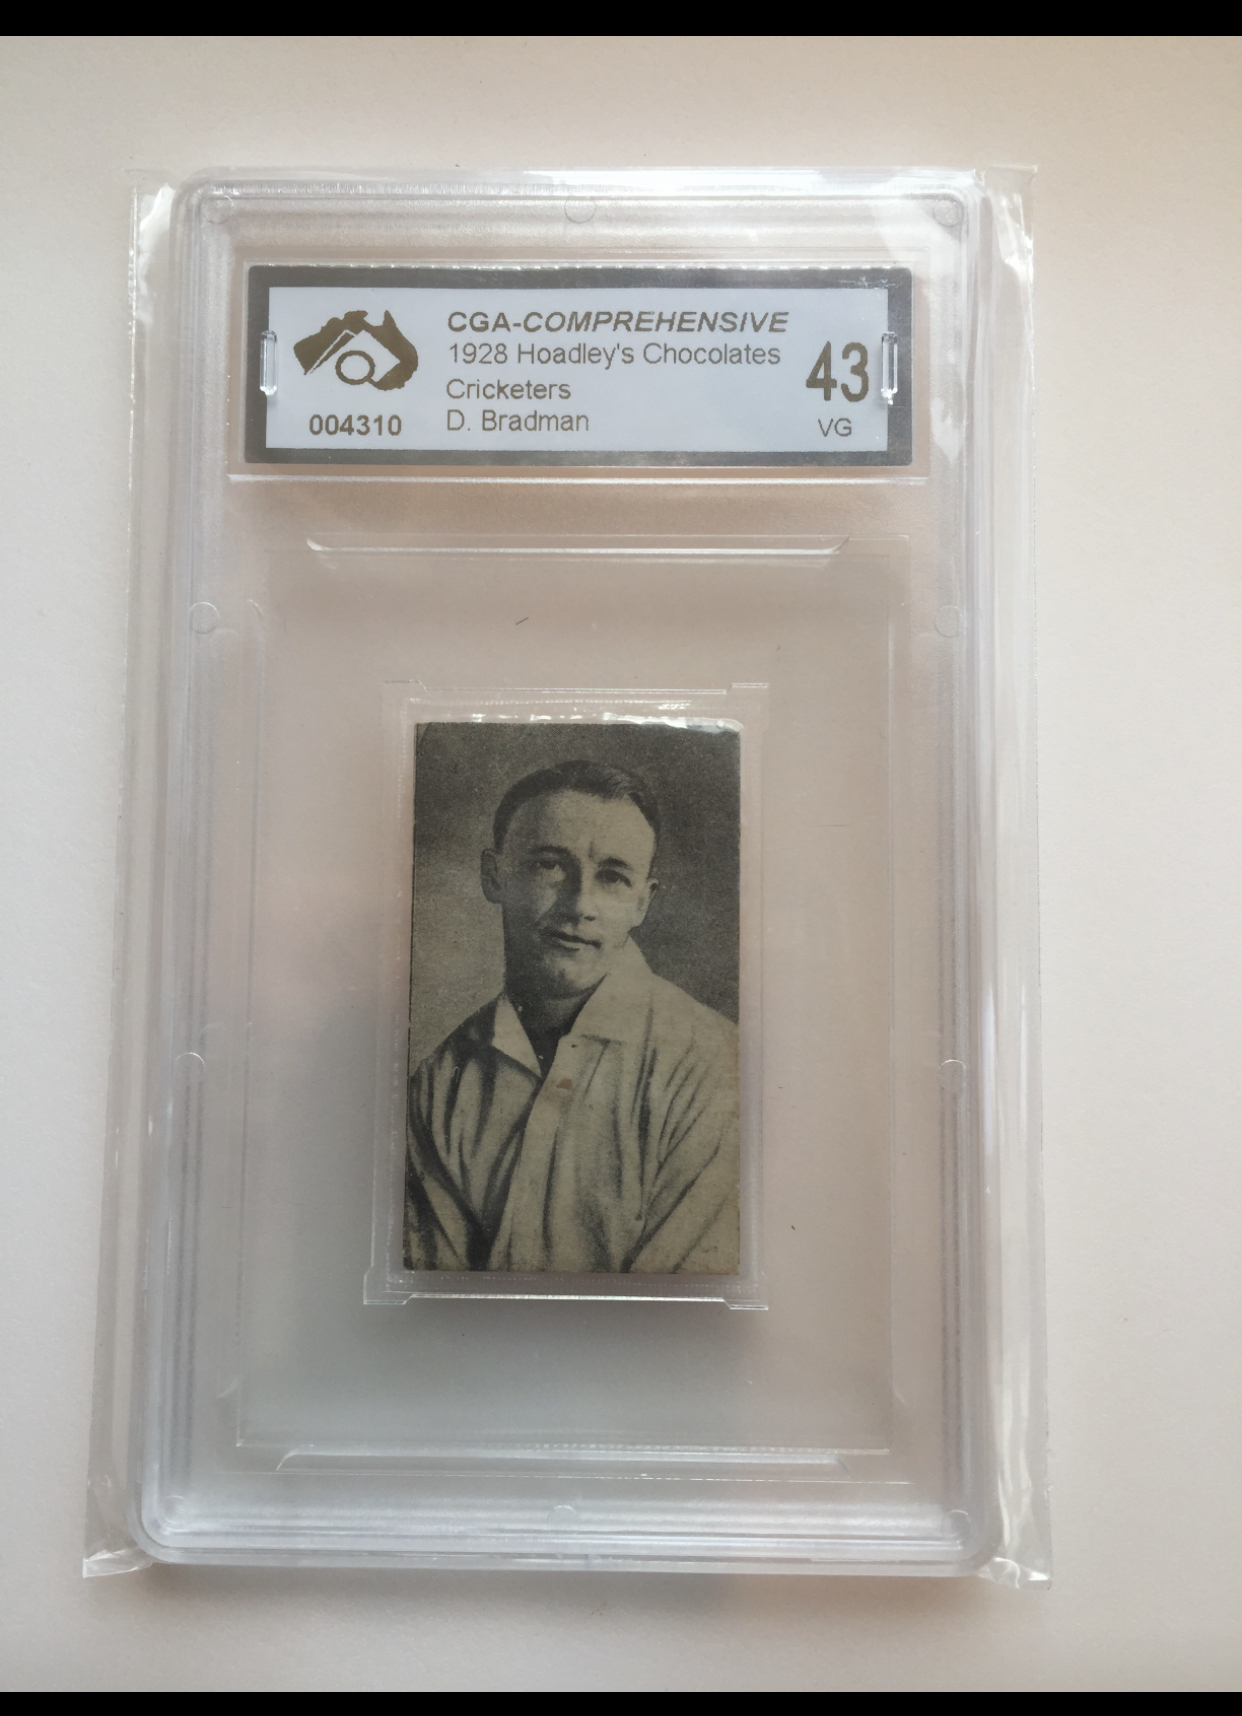 CGA-COMPREHENSIVE
1928 Hoadley's Chocolates
Cricketers
D. Bradman
004310
43
VG